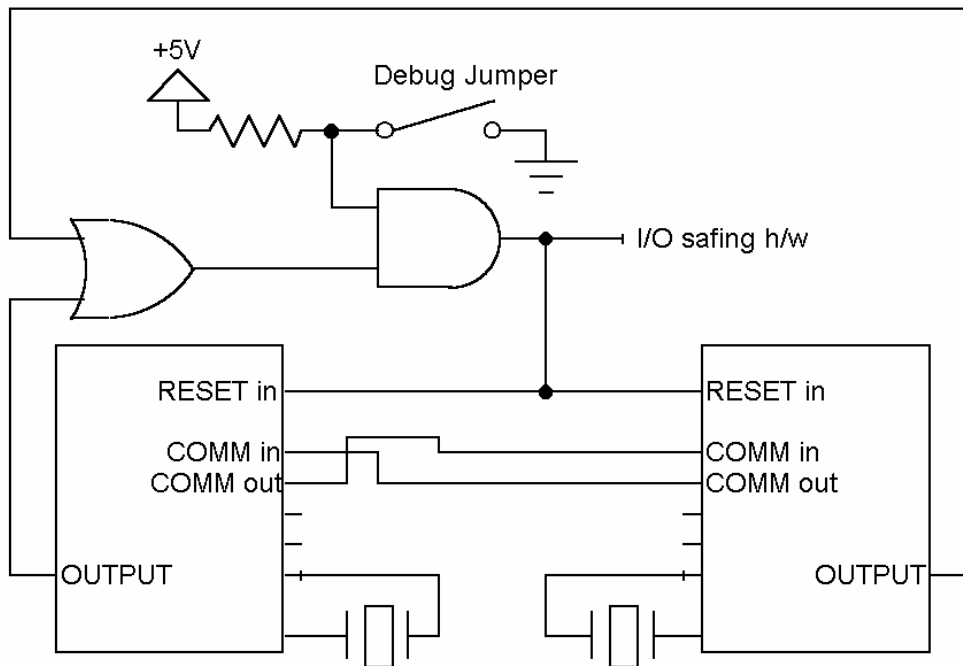 +5V
Debug Jumper
I/O safing h/w
RESET in
RESET in
COMM in
COMM in
COMM out
COMM out
OUTPUT
OUTPUT